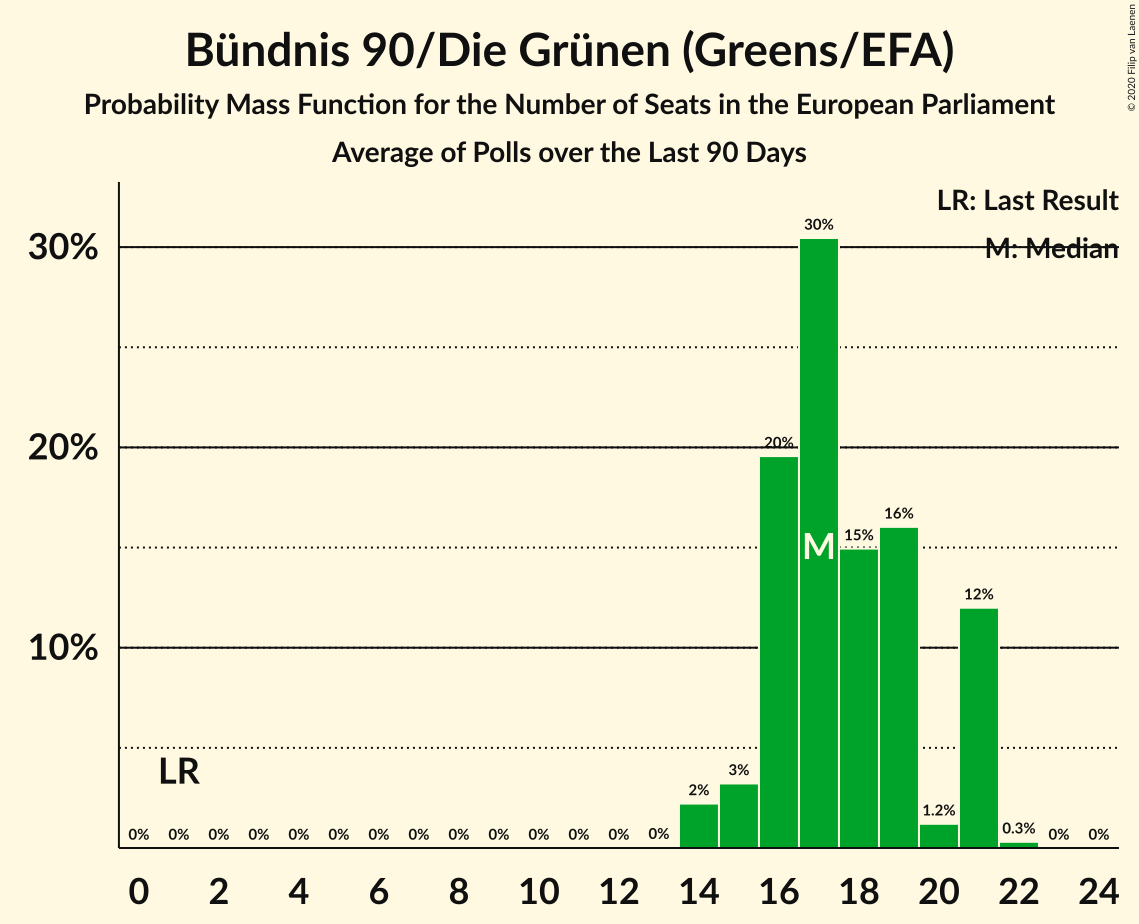 Bündnis 90/Die Grünen (Greens/EFA)
Probability Mass Function for the Number of Seats in the European Parliament
Average of Polls over the Last 90 Days
© 2020 Filip van Laenen
LR: Last Result
M: Median
30%
20%
10%
LR
M
0% 0% 0% 0% 0% 0% 0% 0% 0% 0% 0% 0% 0% 0% 2% 3% 20% 30% 15% 16% 1.2% 12% 0.3% 0% 0%
0 2 4 6 8 10 12 14 16 18 20 22 24